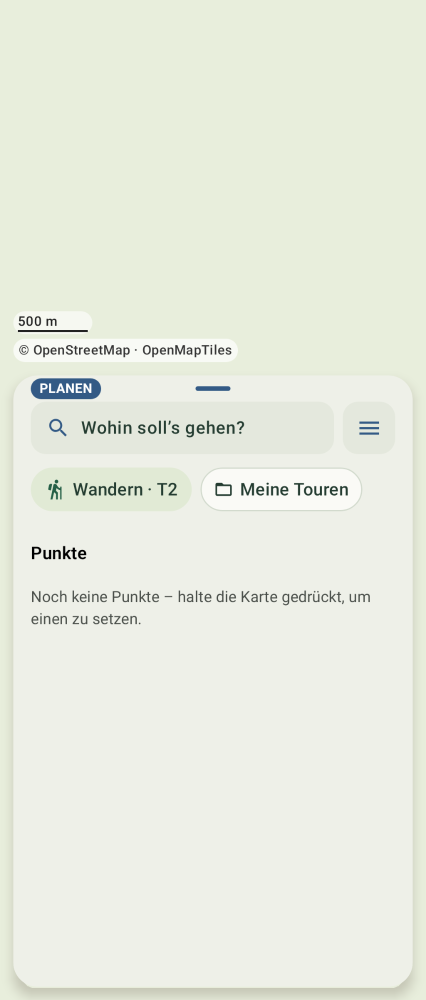 500 m
© OpenStreetMap · OpenMapTiles
PLANEN
Wohin soll’s gehen?
Wandern · T2
Meine Touren
Punkte
Noch keine Punkte – halte die Karte gedrückt, um
einen zu setzen.